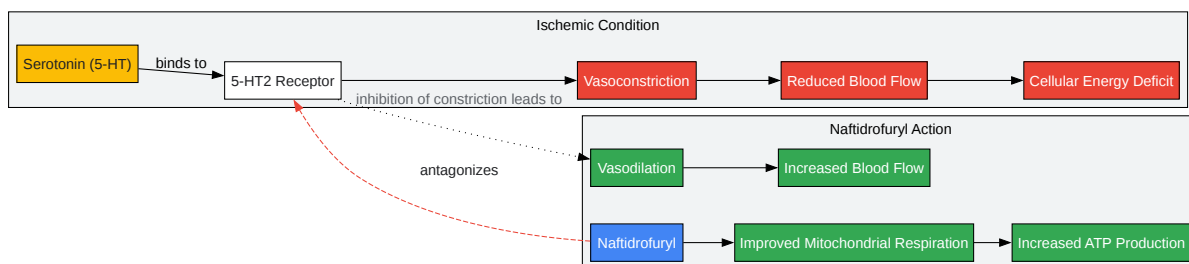 Ischemic Condition
Serotonin (5-HT)
binds to
5-HT2 Receptor
Vasoconstriction
Reduced Blood Flow
Cellular Energy Deficit
inhibition of constriction leads to
Naftidrofuryl Action
antagonizes
Vasodilation
Increased Blood Flow
Naftidrofuryl
Improved Mitochondrial Respiration
Increased ATP Production